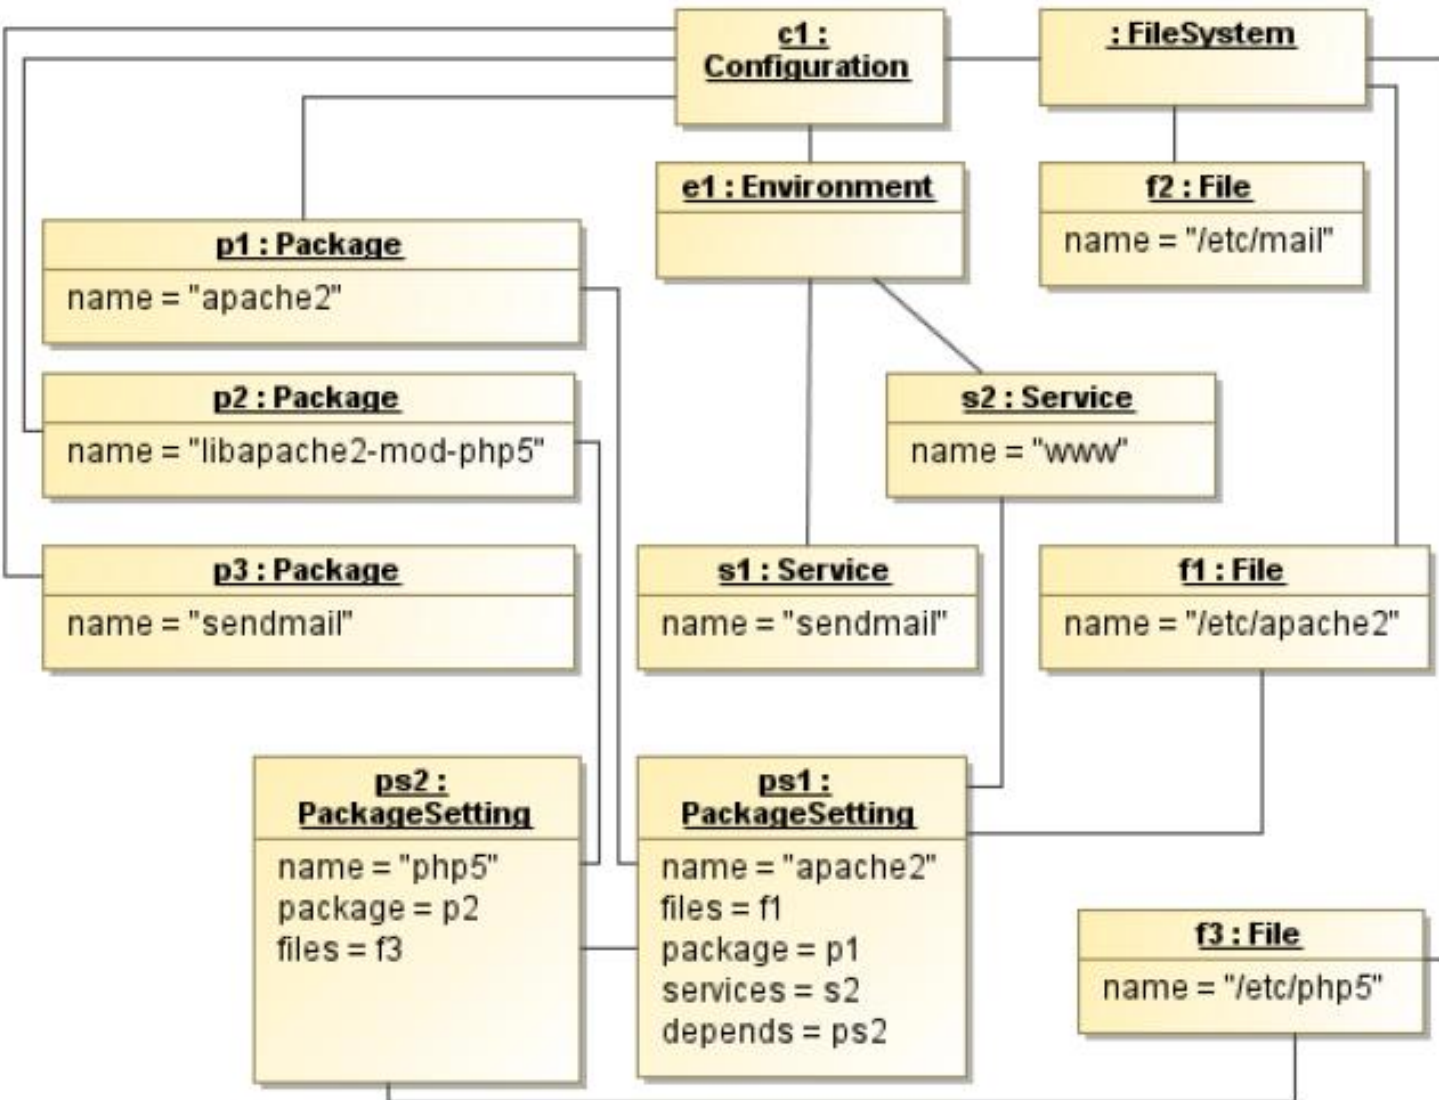 c1 :
Configuration
: FileSystem
e1 : Environment
f2 : File
name = "/etc/mail"
p1 : Package
name = "apache2"
p2 : Package
name = "libapache2-mod-php5"
s2 : Service
name = "www"
p3 : Package
name = "sendmail"
s1 : Service
name = "sendmail"
f1 : File
name = "/etc/apache2"
ps2 :
PackageSetting
name = "php5"
package = p2
files = f3
ps1 :
PackageSetting
name = "apache2"
files = f1
package = p1
services = s2
depends = ps2
f3 : File
name = "/etc/php5"